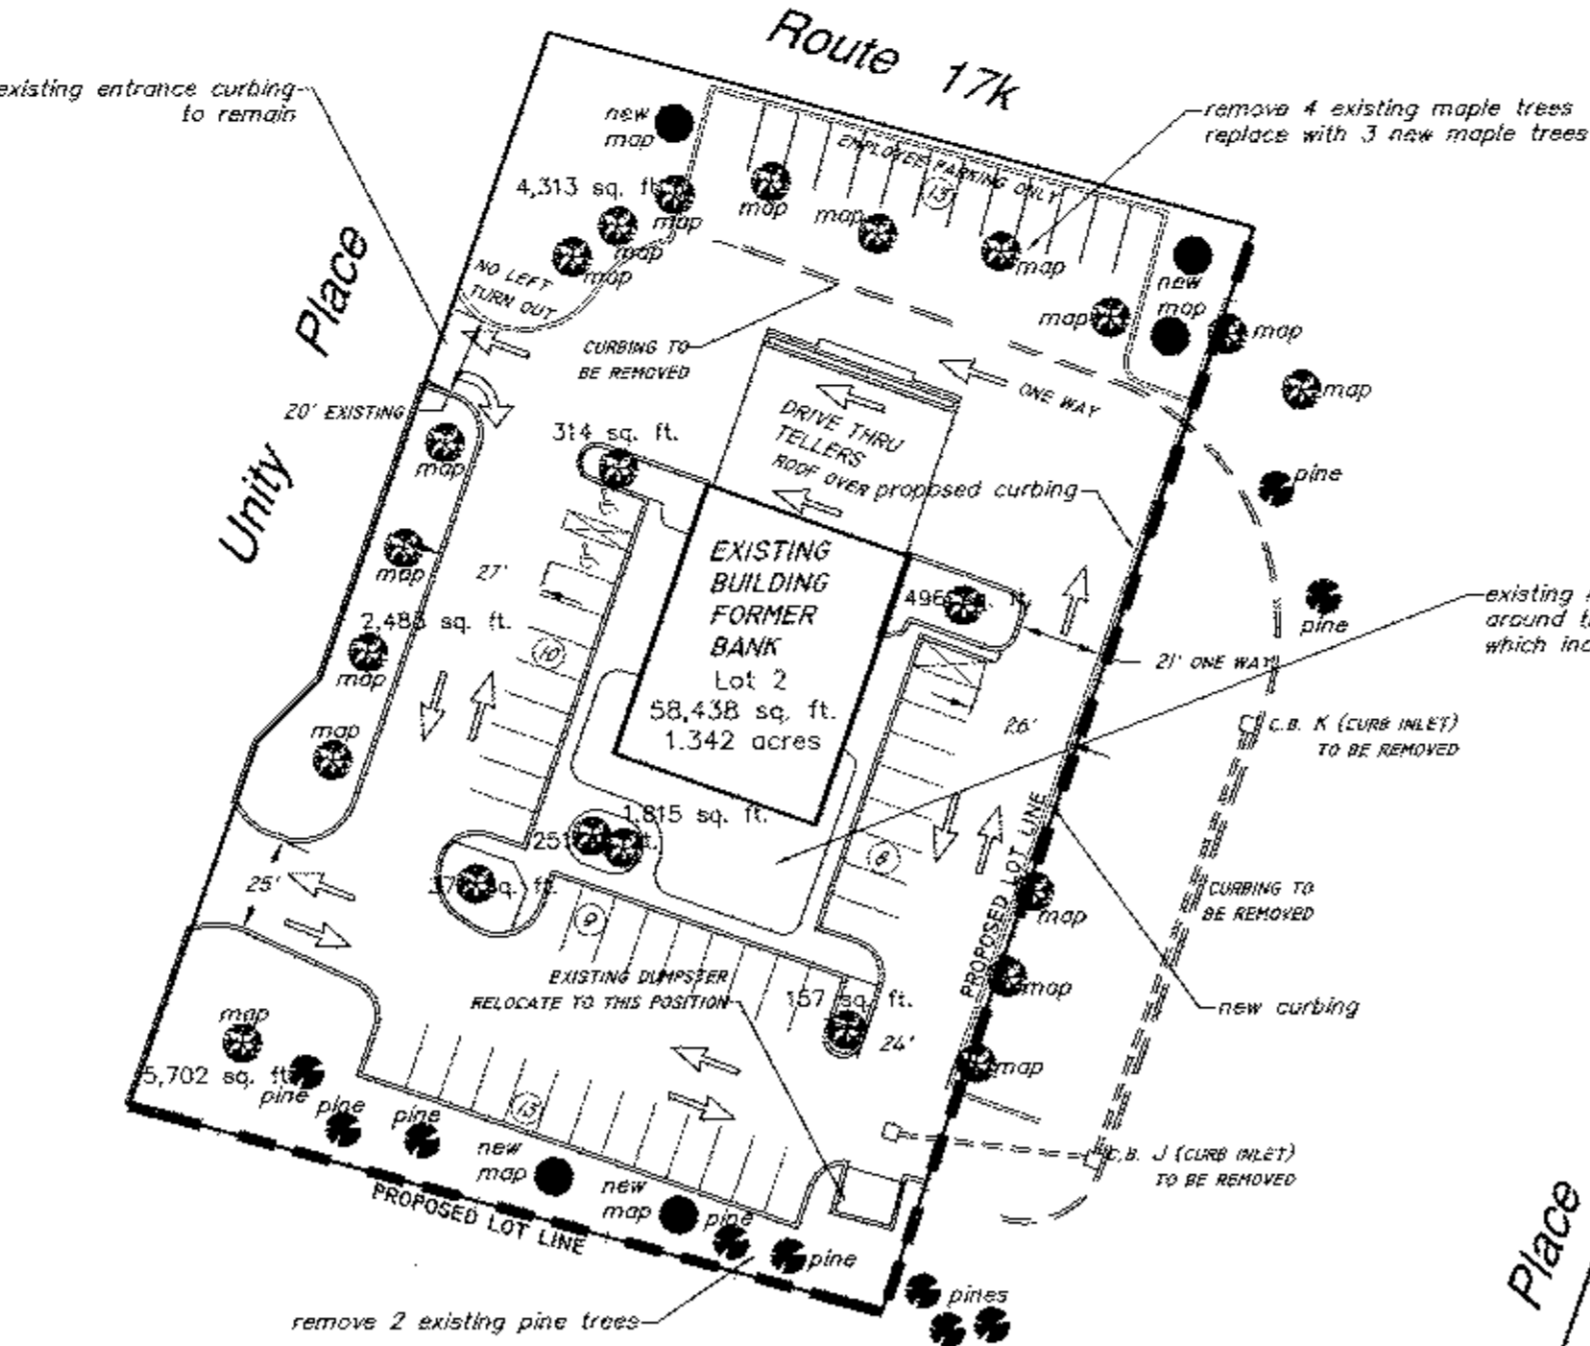 Route 17k
existing entrance curbing
to remain
new
map
remove 4 existing maple trees
replace with 3 new maple trees
EMPLOYEE PARKING ONLY
13
4,313 sq. ft.
map
map
map
map
map
map
map
new
map
map
map
NO LEFT
TURN OUT
Unity Place
CURBING TO
BE REMOVED
ONE WAY
20' EXISTING
DRIVE THRU
TELLERS
ROOF OVER
proposed curbing
314 sq. ft.
map
map
map
map
pine
pine
27'
2,485 sq. ft.
10
EXISTING
BUILDING
FORMER
BANK
Lot 2
58,438 sq. ft.
1.342 acres
496 sq. ft.
existing
around
which
21' ONE WAY
26'
C.B. K (CURB INLET)
TO BE REMOVED
1,815 sq. ft.
sq. ft.
8
PROPOSED LOT LINE
map
CURBING TO
BE REMOVED
25'
9
EXISTING DUMPSTER
RELOCATE TO THIS POSITION
157 sq. ft.
24'
map
new curbing
map
map
5,702 sq. ft.
pine
pine
pine
13
new
map
new
map
pine
pine
C.B. J (CURB INLET)
TO BE REMOVED
PROPOSED LOT LINE
pines
remove 2 existing pine trees
Place